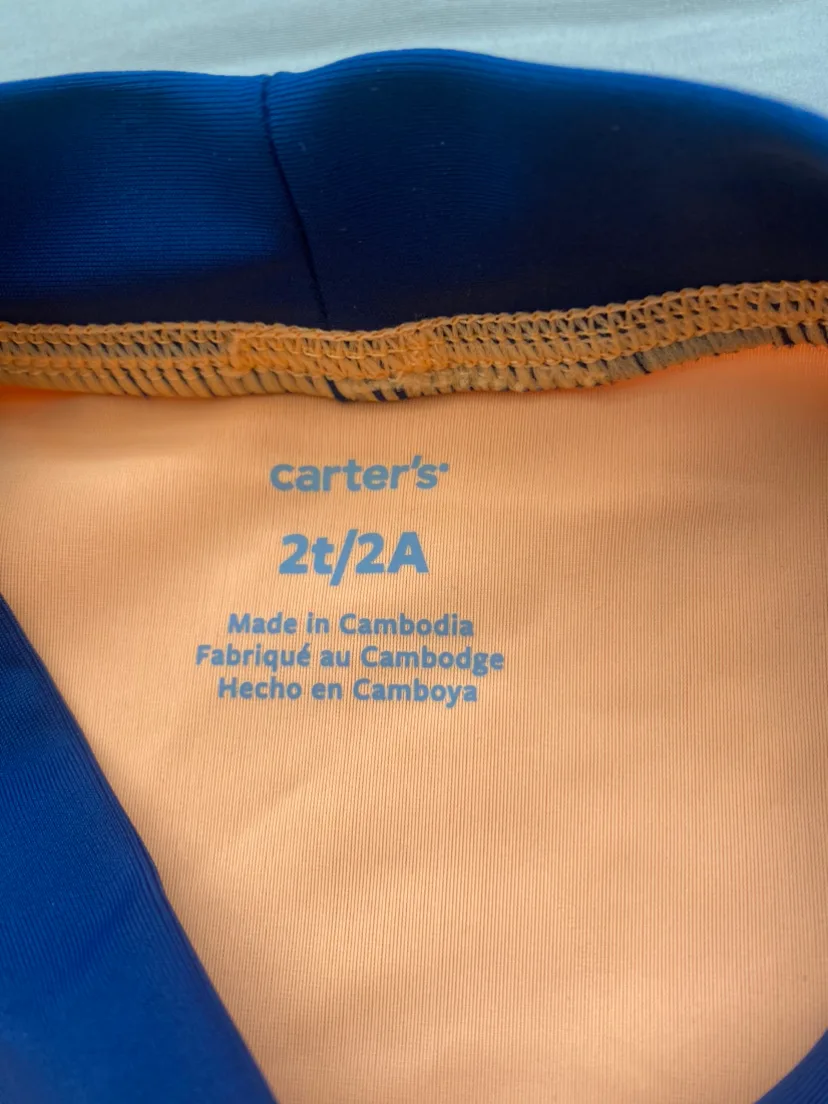 carter's
2t/2A
Made in Cambodia
Fabriqué au Cambodge
Hecho en Camboya